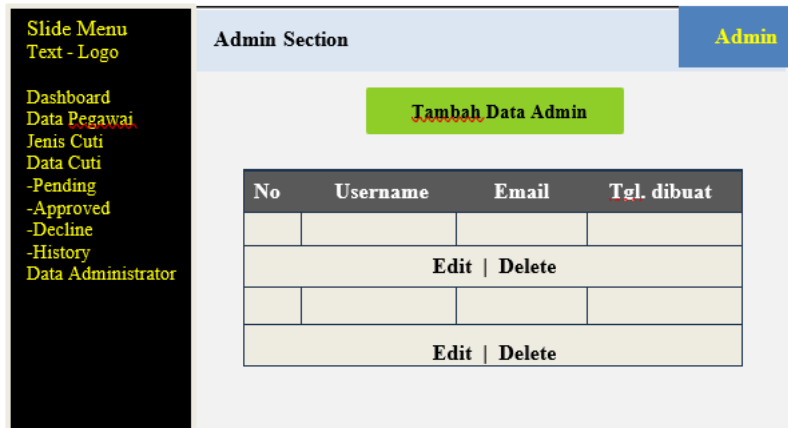 Slide Menu
Text - Logo
Dashboard
Data Pegawai
Jenis Cuti
Data Cuti
-Pending
-Approved
-Decline
-History
Data Administrator
Admin Section
Admin
Tambah Data Admin
No Username Email Tgl. dibuat
Edit | Delete
Edit | Delete